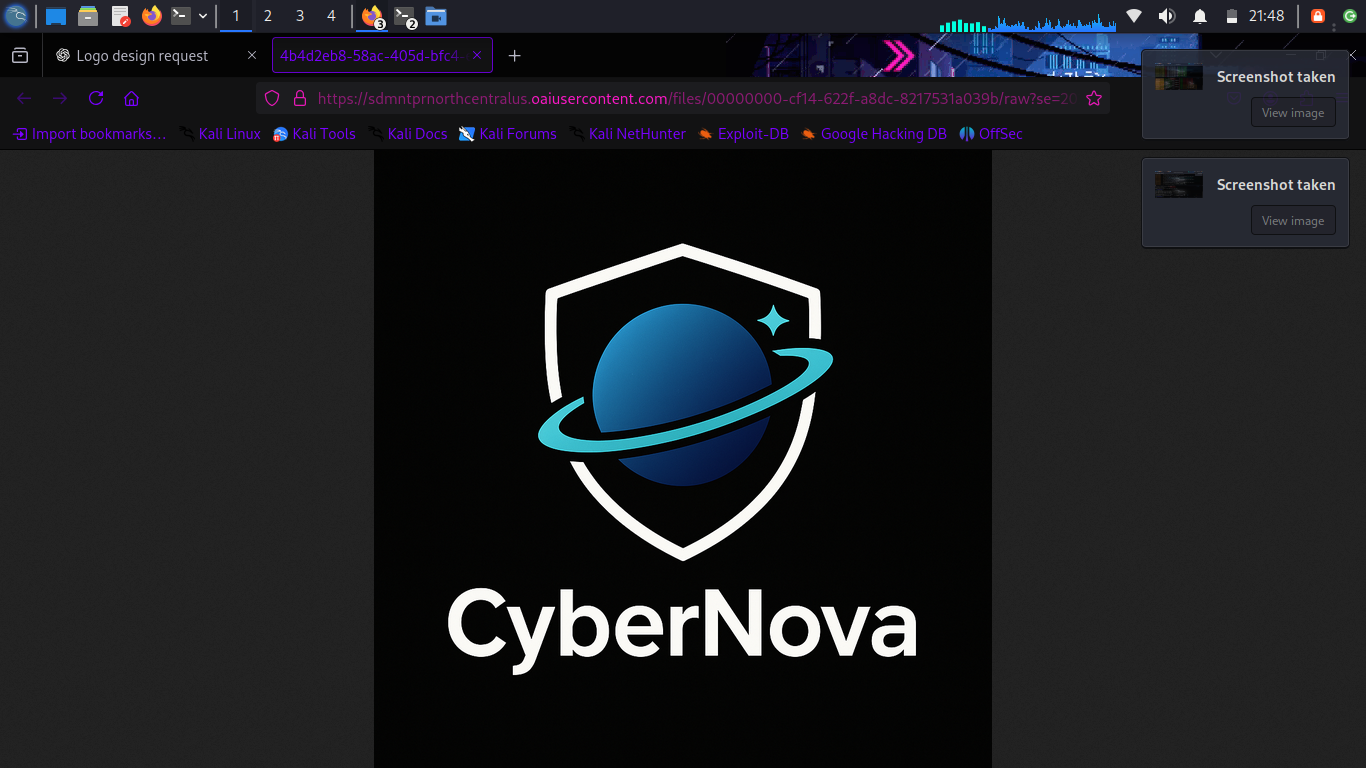 1 2 3 4 3 2 21:48
Logo design request 4b4d2eb8-58ac-405d-bfc4
https://sdmntprnorthcentralus.oaiusercontent.com/files/00000000-cf14-622f-a8dc-8217531a039b/raw?se=20
Import bookmarks... Kali Linux Kali Tools Kali Docs Kali Forums Kali NetHunter Exploit-DB Google Hacking DB OffSec
Screenshot taken
View image
Screenshot taken
View image
CyberNova